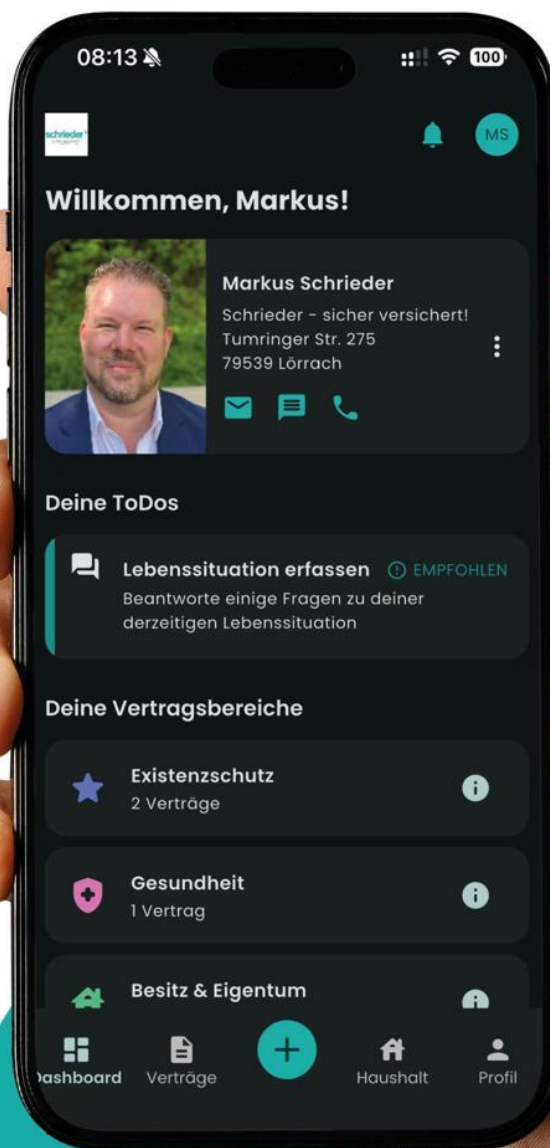 08:13
100
schrieder
MS
Willkommen, Markus!
Markus Schrieder
Schrieder - sicher versichert!
Tumringer Str. 275
79539 Lörrach
Deine ToDos
Lebenssituation erfassen
EMPFOHLEN
Beantworte einige Fragen zu deiner
derzeitigen Lebenssituation
Deine Vertragsbereiche
Existenzschutz
2 Verträge
Gesundheit
1 Vertrag
Besitz & Eigentum
Dashboard
Verträge
Haushalt
Profil